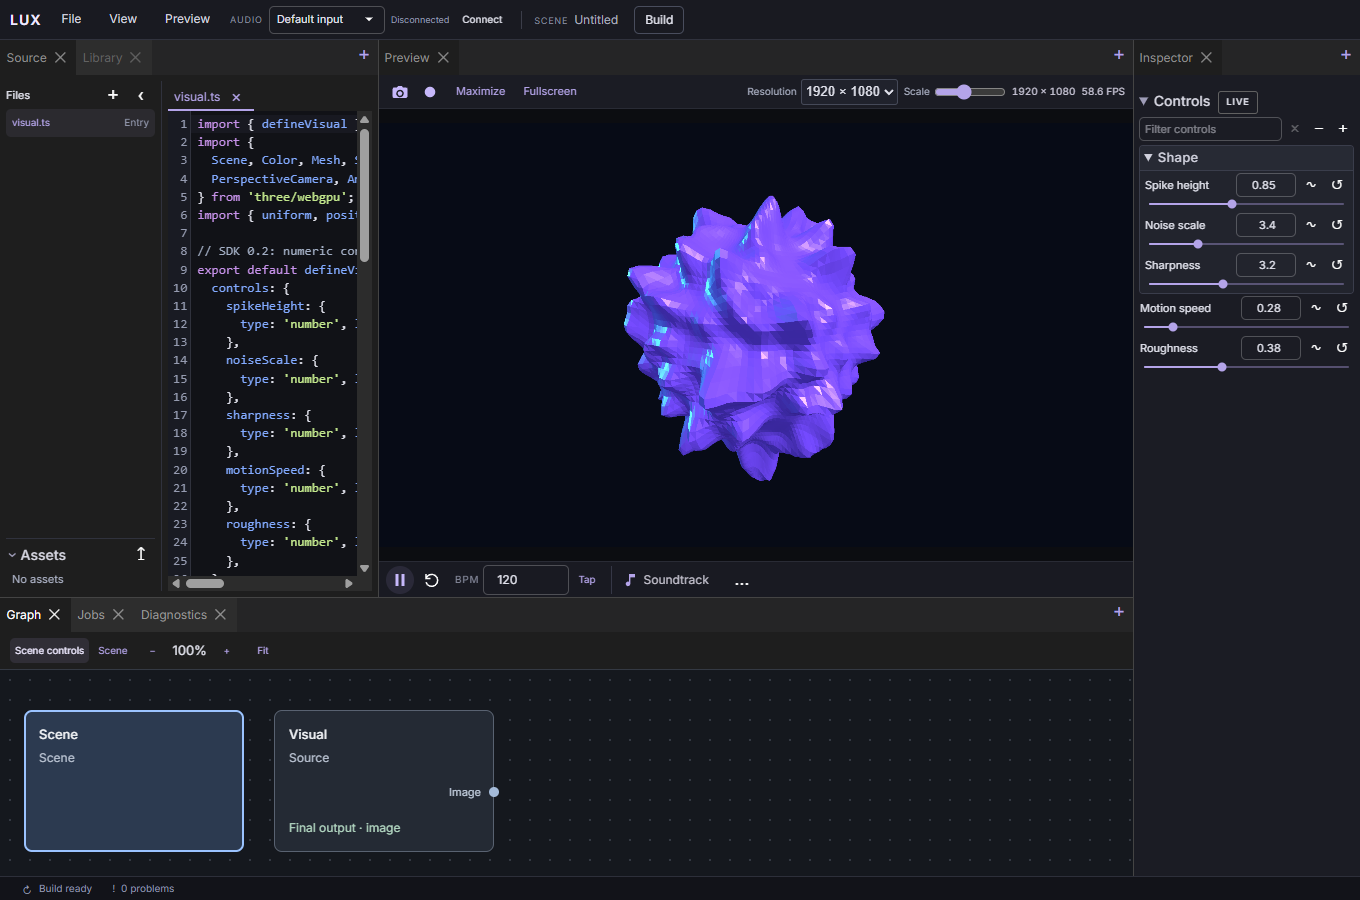 LUX File View Preview AUDIO Default input Disconnected Connect SCENE Untitled Build
Source Library
Preview
Inspector
Files
visual.ts
visual.ts Entry
Maximize Fullscreen Resolution 1920 × 1080 Scale 1920 × 1080 58.6 FPS
Controls LIVE
Filter controls
Shape
Spike height 0.85
Noise scale 3.4
Sharpness 3.2
Motion speed 0.28
Roughness 0.38
1 import { defineVisual }
2 import {
3 Scene, Color, Mesh,
4 PerspectiveCamera,
5 } from 'three/webgpu';
6 import { uniform,
7
8 // SDK 0.2: numeric
9 export default
10 controls: {
11 spikeHeight: {
12 type: 'number',
13 },
14 noiseScale: {
15 type: 'number',
16 },
17 sharpness: {
18 type: 'number',
19 },
20 motionSpeed: {
21 type: 'number',
22 },
23 roughness: {
24 type: 'number',
25 },
Assets
No assets
BPM 120 Tap Soundtrack ...
Graph Jobs Diagnostics
Scene controls Scene − 100% + Fit
Scene
Scene
Visual
Source
Image
Final output · image
Build ready ! 0 problems